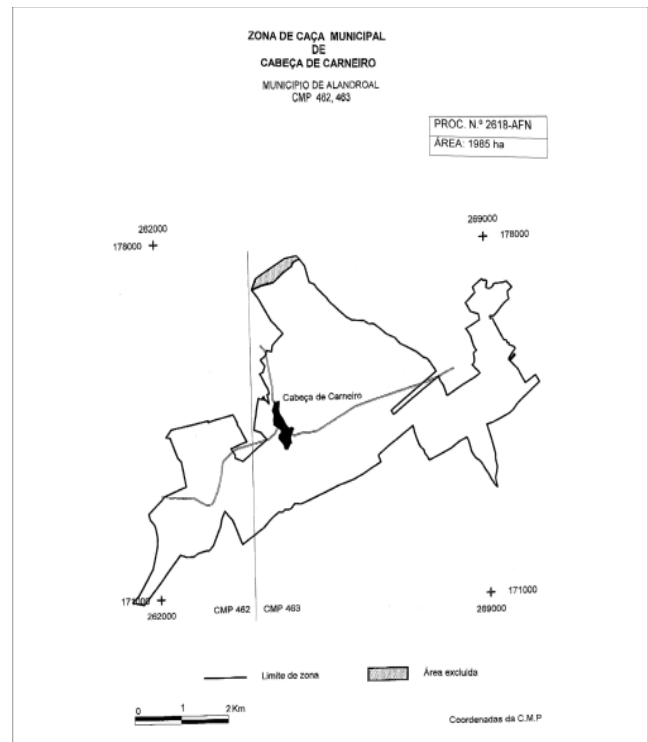 ZONA DE CAÇA MUNICIPAL
DE
CABEÇA DE CARNEIRO
MUNICIPIO DE ALANDROAL
CMP 462, 463
PROC. N.º 2618-AFN
ÁREA: 1985 ha
262000
178000
269000
178000
Cabeça de Carneiro
171000
262000
CMP 462
CMP 463
171000
269000
Limite de zona
Área excluida
0 1 2 Km
Coordenadas da C.M.P